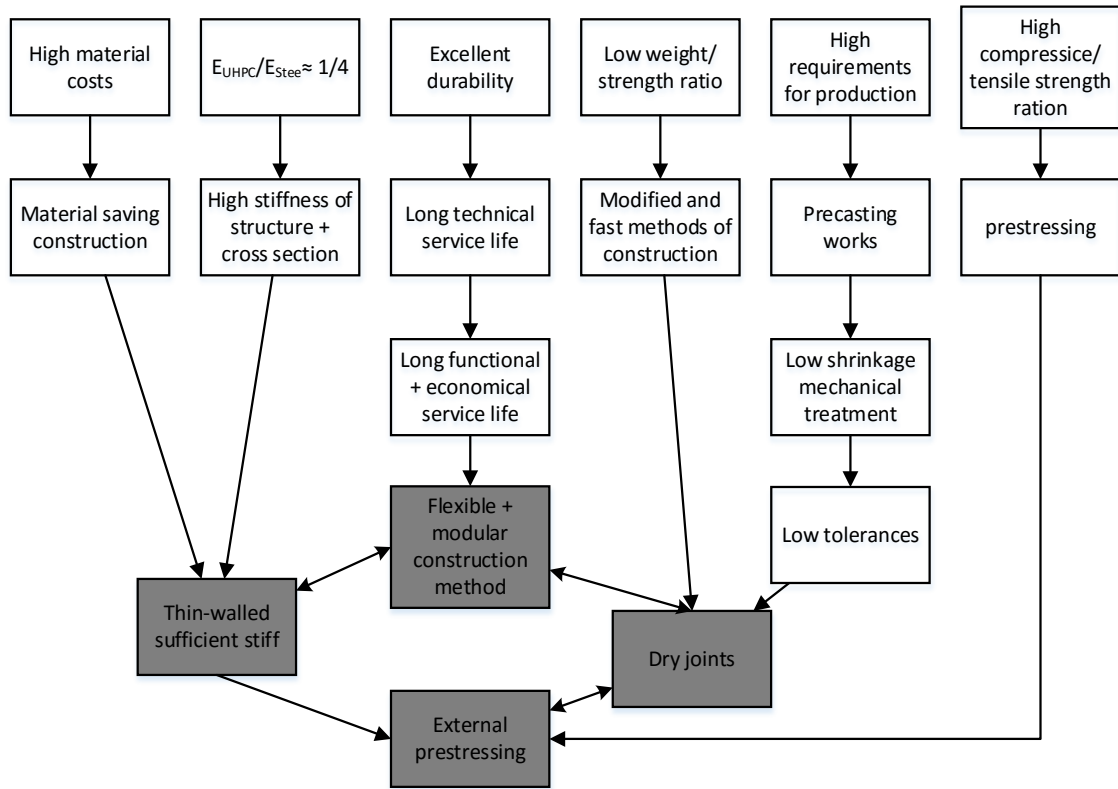 High material
costs
E_UHPC/E_Stee≈ 1/4
Excellent
durability
Low weight/
strength ratio
High
requirements
for production
High
compressice/
tensile strength
ration
Material saving
construction
High stiffness of
structure +
cross section
Long technical
service life
Modified and
fast methods of
construction
Precasting
works
prestressing
Long functional
+ economical
service life
Low shrinkage
mechanical
treatment
Flexible +
modular
construction
method
Low tolerances
Thin-walled
sufficient stiff
Dry joints
External
prestressing